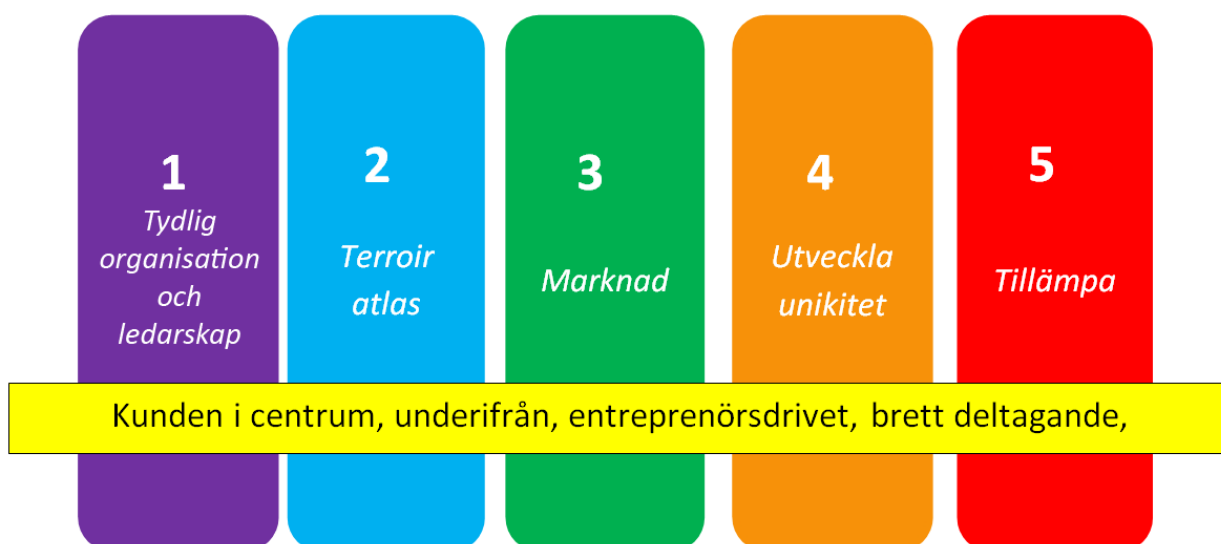 1
Tydlig
organisation
och
ledarskap
2
Terroir
atlas
3
Marknad
4
Utveckla
unikitet
5
Tillämpa
Kunden i centrum, underifrån, entreprenörsdrivet, brett deltagande,